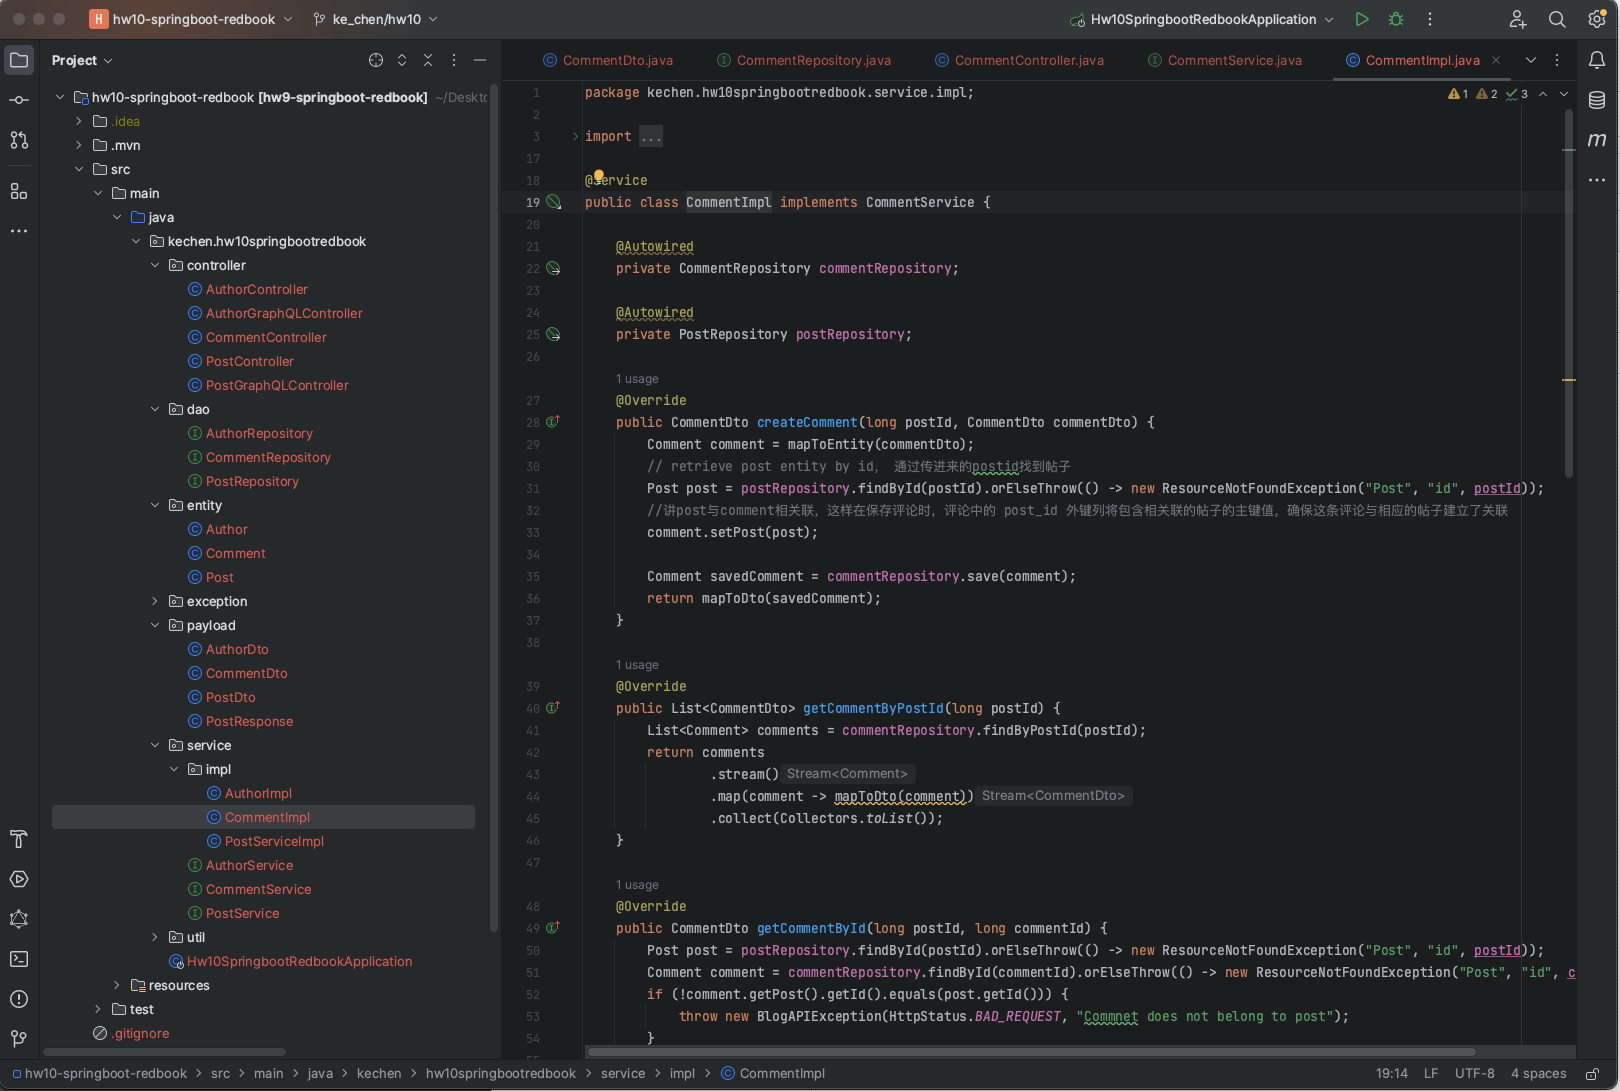 H hw10-springboot-redbook ke_chen/hw10 Hw10SpringbootRedbookApplication
Project
CommentDto.java CommentRepository.java CommentController.java CommentService.java CommentImpl.java
hw10-springboot-redbook [hw9-springboot-redbook] ~/Deskto
.idea
.mvn
src
main
java
kechen.hw10springbootredbook
controller
AuthorController
AuthorGraphQLController
CommentController
PostController
PostGraphQLController
dao
AuthorRepository
CommentRepository
PostRepository
entity
Author
Comment
Post
exception
payload
AuthorDto
CommentDto
PostDto
PostResponse
service
impl
AuthorImpl
CommentImpl
PostServiceImpl
AuthorService
CommentService
PostService
util
Hw10SpringbootRedbookApplication
resources
test
.gitignore
1 package kechen.hw10springbootredbook.service.impl;
1 2 3
2
3 import ...
17
18 @Service
19 public class CommentImpl implements CommentService {
20
21 @Autowired
22 private CommentRepository commentRepository;
23
24 @Autowired
25 private PostRepository postRepository;
26
1 usage
27 @Override
28 public CommentDto createComment(long postId, CommentDto commentDto) {
29 Comment comment = mapToEntity(commentDto);
30 // retrieve post entity by id， 通过传进来的postid找到帖子
31 Post post = postRepository.findById(postId).orElseThrow(() -> new ResourceNotFoundException("Post", "id", postId));
32 //讲post与comment相关联，这样在保存评论时，评论中的 post_id 外键列将包含相关联的帖子的主键值，确保这条评论与相应的帖子建立了关联
33 comment.setPost(post);
34
35 Comment savedComment = commentRepository.save(comment);
36 return mapToDto(savedComment);
37 }
38
1 usage
39 @Override
40 public List<CommentDto> getCommentByPostId(long postId) {
41 List<Comment> comments = commentRepository.findByPostId(postId);
42 return comments
43 .stream() Stream<Comment>
44 .map(comment -> mapToDto(comment)) Stream<CommentDto>
45 .collect(Collectors.toList());
46 }
47
1 usage
48 @Override
49 public CommentDto getCommentById(long postId, long commentId) {
50 Post post = postRepository.findById(postId).orElseThrow(() -> new ResourceNotFoundException("Post", "id", postId));
51 Comment comment = commentRepository.findById(commentId).orElseThrow(() -> new ResourceNotFoundException("Post", "id", c
52 if (!comment.getPost().getId().equals(post.getId())) {
53 throw new BlogAPIException(HttpStatus.BAD_REQUEST, "Commnet does not belong to post");
54 }
hw10-springboot-redbook > src > main > java > kechen > hw10springbootredbook > service > impl > CommentImpl 19:14 LF UTF-8 4 spaces